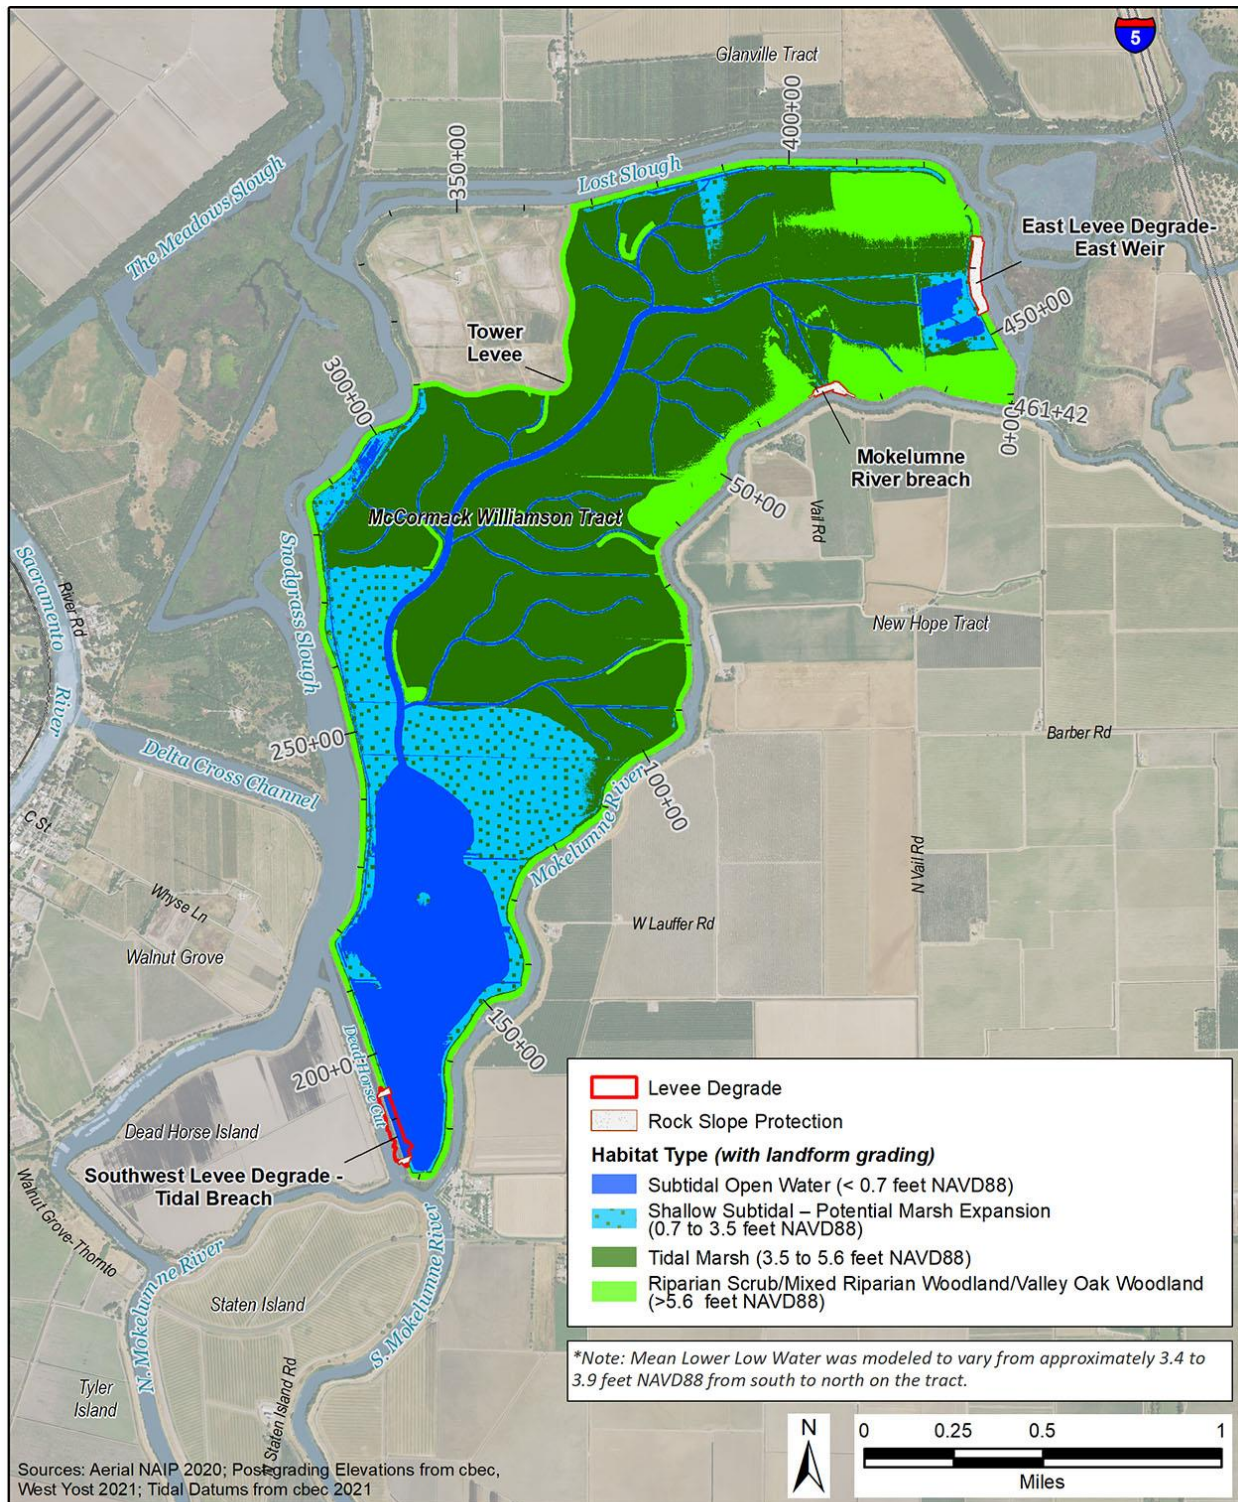 5
Glanville Tract
400+00
350+00
Lost Slough
The Meadows Slough
East Levee Degrade-
East Weir
450+00
Tower
Levee
300+00
461+42
0+00
Mokelumne
River breach
50+00
McCormack Williamson Tract
Vail Rd
Sacramento
River
River Rd
Snodgrass Slough
New Hope Tract
250+00
Barber Rd
Delta Cross Channel
100+00
C St
Mokelumne River
N Vail Rd
Whyse Ln
W Lauffer Rd
Walnut Grove
150+00
Dead Horse Cut
200+0
Dead Horse Island
Southwest Levee Degrade -
Tidal Breach
Walnut Grove-Thornto
N. Mokelumne River
S. Mokelumne River
Staten Island
Tyler
Island
Staten Island Rd
Levee Degrade
Rock Slope Protection
Habitat Type (with landform grading)
Subtidal Open Water (< 0.7 feet NAVD88)
Shallow Subtidal – Potential Marsh Expansion
(0.7 to 3.5 feet NAVD88)
Tidal Marsh (3.5 to 5.6 feet NAVD88)
Riparian Scrub/Mixed Riparian Woodland/Valley Oak Woodland
(>5.6 feet NAVD88)
*Note: Mean Lower Low Water was modeled to vary from approximately 3.4 to
3.9 feet NAVD88 from south to north on the tract.
N
0 0.25 0.5 1
Miles
Sources: Aerial NAIP 2020; Post-grading Elevations from cbec,
West Yost 2021; Tidal Datums from cbec 2021